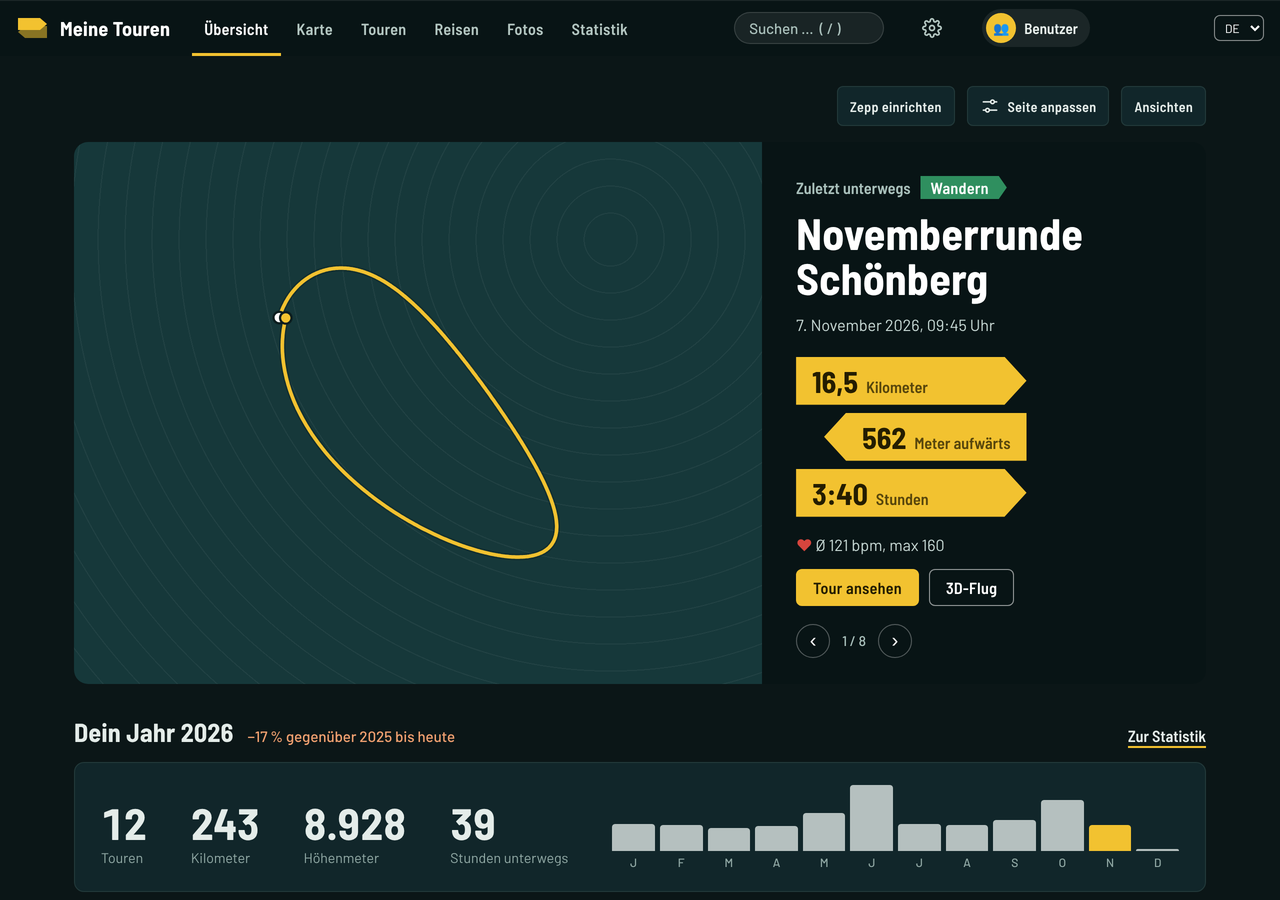 Meine Touren
Übersicht
Karte
Touren
Reisen
Fotos
Statistik
Suchen … ( / )
Benutzer
DE
Zepp einrichten
Seite anpassen
Ansichten
Zuletzt unterwegs
Wandern
Novemberrunde
Schönberg
7. November 2026, 09:45 Uhr
16,5 Kilometer
562 Meter aufwärts
3:40 Stunden
Ø 121 bpm, max 160
Tour ansehen
3D-Flug
‹ 1 / 8 ›
Dein Jahr 2026
−17 % gegenüber 2025 bis heute
Zur Statistik
12
Touren
243
Kilometer
8.928
Höhenmeter
39
Stunden unterwegs
J F M A M J J A S O N D